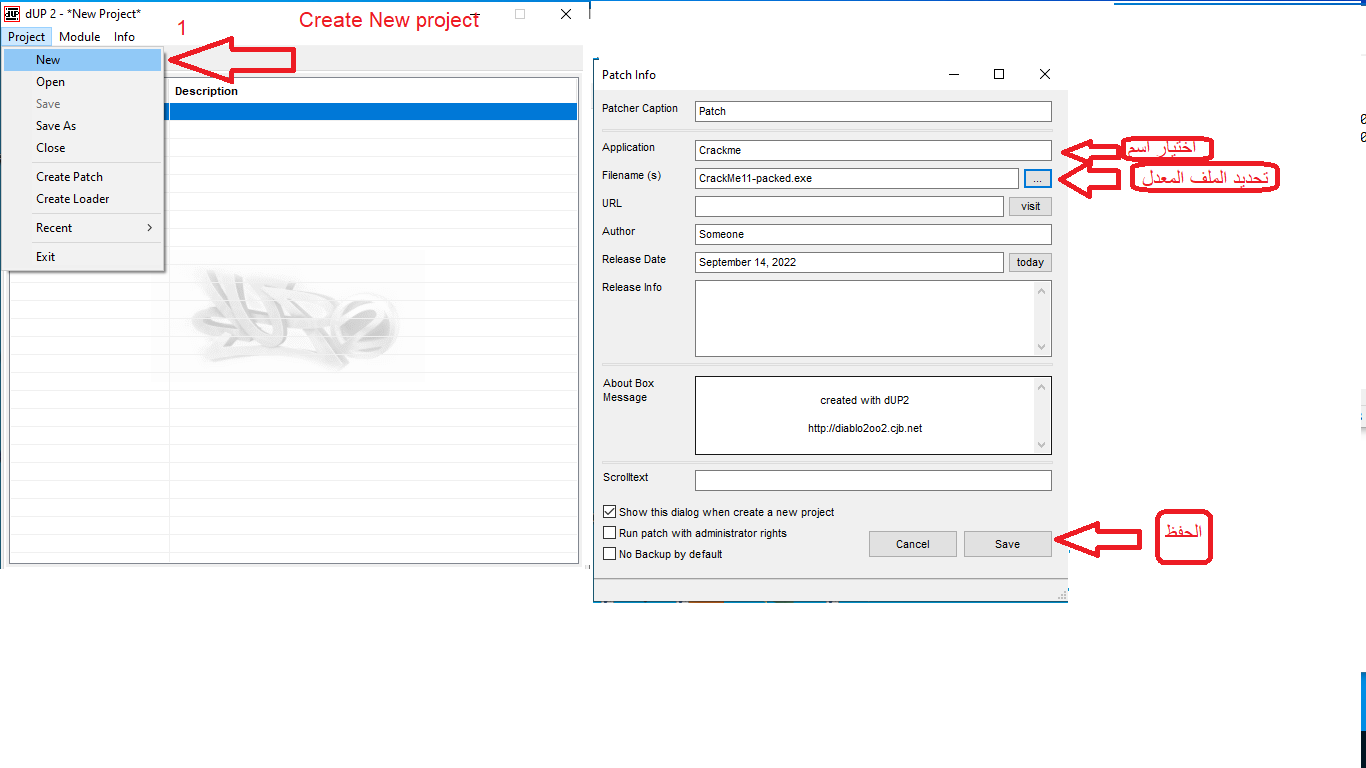 dUP 2 - *New Project*
Project Module Info
1
Create New project
New
Open
Save
Save As
Close
Create Patch
Create Loader
Recent
Exit
Description
Patch Info
Patcher Caption Patch
Application Crackme
اختيار اسم
Filename (s) CrackMe11-packed.exe ...
تحديد الملف المعدل
URL visit
Author Someone
Release Date September 14, 2022 today
Release Info
About Box
Message
created with dUP2
http://diablo2oo2.cjb.net
Scrolltext
Show this dialog when create a new project
Run patch with administrator rights
No Backup by default
Cancel Save
الحفظ